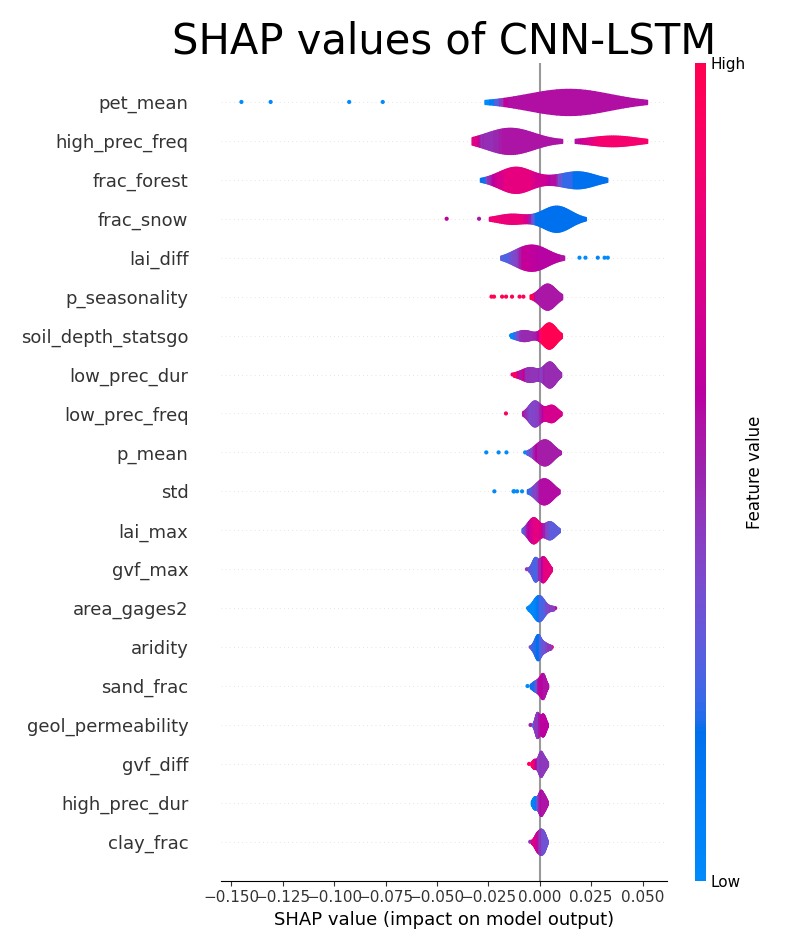 SHAP values of CNN-LSTM
High
pet_mean
high_prec_freq
frac_forest
frac_snow
lai_diff
p_seasonality
soil_depth_statsgo
low_prec_dur
low_prec_freq
p_mean
std
lai_max
gvf_max
area_gages2
aridity
sand_frac
geol_permeability
gvf_diff
high_prec_dur
clay_frac
Feature value
Low
−0.150 −0.125 −0.100 −0.075 −0.050 −0.025 0.000 0.025 0.050
SHAP value (impact on model output)